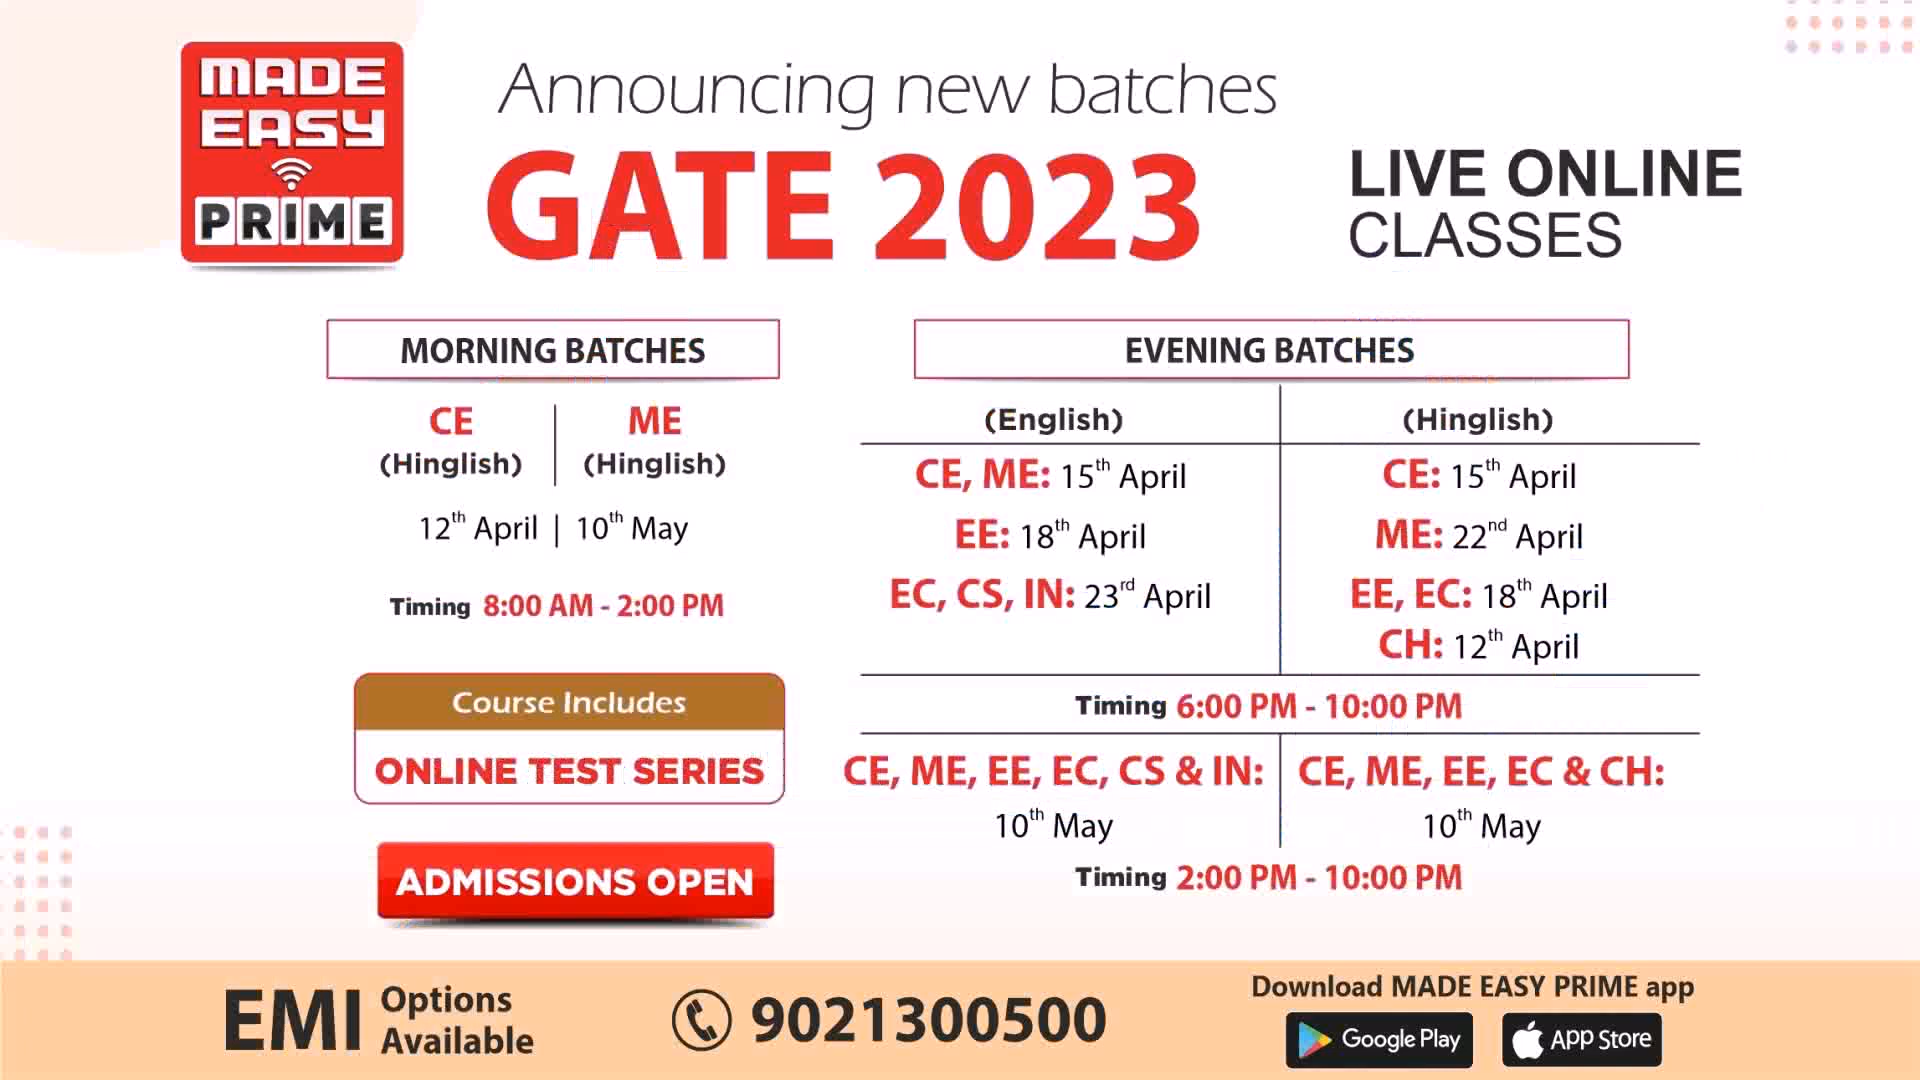 MADE
EASY
PRIME
Announcing new batches
GATE 2023
LIVE ONLINE
CLASSES
MORNING BATCHES
CE | ME
(Hinglish) | (Hinglish)
12th April | 10th May
Timing 8:00 AM - 2:00 PM
Course Includes
ONLINE TEST SERIES
ADMISSIONS OPEN
EVENING BATCHES
(English)
CE, ME: 15th April
EE: 18th April
EC, CS, IN: 23rd April
(Hinglish)
CE: 15th April
ME: 22nd April
EE, EC: 18th April
CH: 12th April
Timing 6:00 PM - 10:00 PM
CE, ME, EE, EC, CS & IN:
10th May
CE, ME, EE, EC & CH:
10th May
Timing 2:00 PM - 10:00 PM
EMI Options
Available
9021300500
Download MADE EASY PRIME app
Google Play
App Store